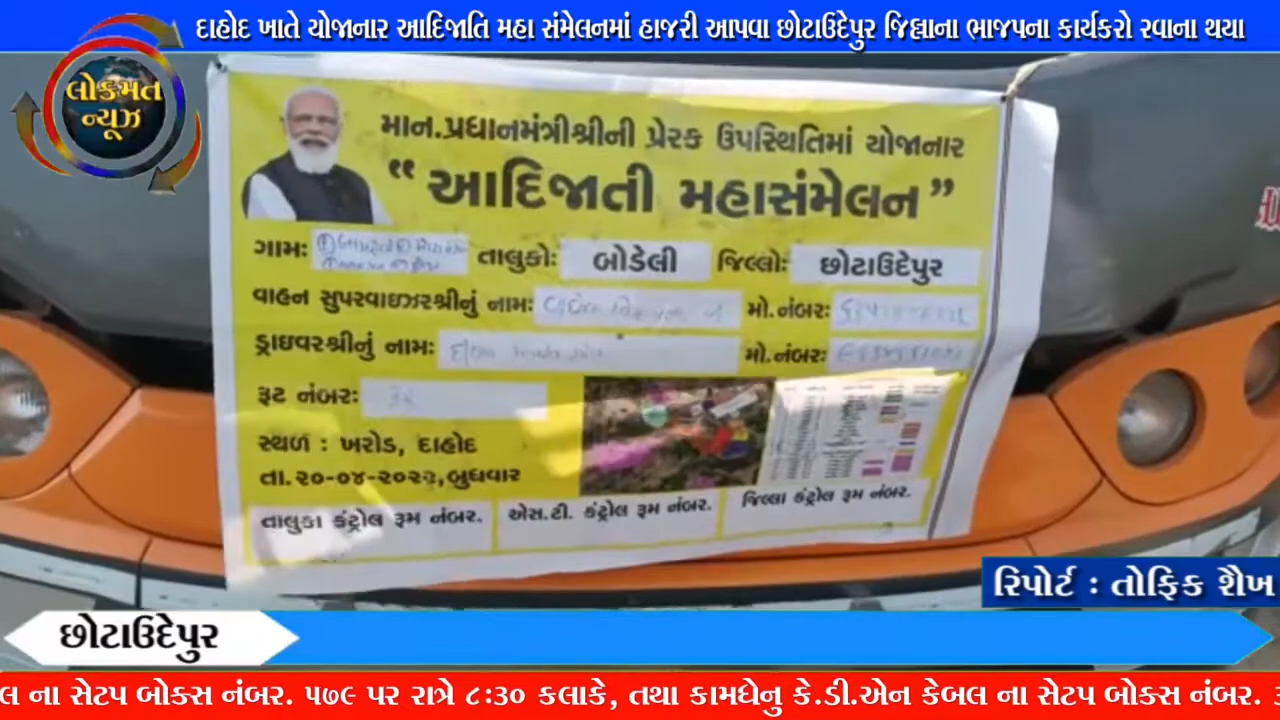 દાહોદ ખાતે યોજાનાર આદિજાતિ મહા સંમેલનમાં હાજરી આપવા છોટાઉદેપુર જિલ્લાના ભાજપના કાર્યકરો રવાના થયા
લોકમત
ન્યૂઝ
માન.પ્રધાનમંત્રીશ્રીની પ્રેરક ઉપસ્થિતિમાં યોજાનાર
“આદિજાતી મહાસંમેલન”
ગામઃ તાલુકોઃ બોડેલી જિલ્લોઃ છોટાઉદેપુર
વાહન સુપરવાઇઝરશ્રીનું નામઃ મો.નંબરઃ
ડ્રાઇવરશ્રીનું નામઃ મો.નંબરઃ
રૂટ નંબરઃ
સ્થળ : ખરોડ, દાહોદ
તા.૨૦-૦૪-૨૦૨૨,બુધવાર
તાલુકા કંટ્રોલ રૂમ નંબર. એસ.ટી. કંટ્રોલ રૂમ નંબર. જિલ્લા કંટ્રોલ રૂમ નંબર.
રિપોર્ટ : તોફિક શૈખ
છોટાઉદેપુર
લ ના સેટપ બોક્સ નંબર. ૫૭૯ પર રાત્રે ૮:૩૦ કલાકે, તથા કામધેનુ કે.ડી.એન કેબલ ના સેટપ બોક્સ નંબર.